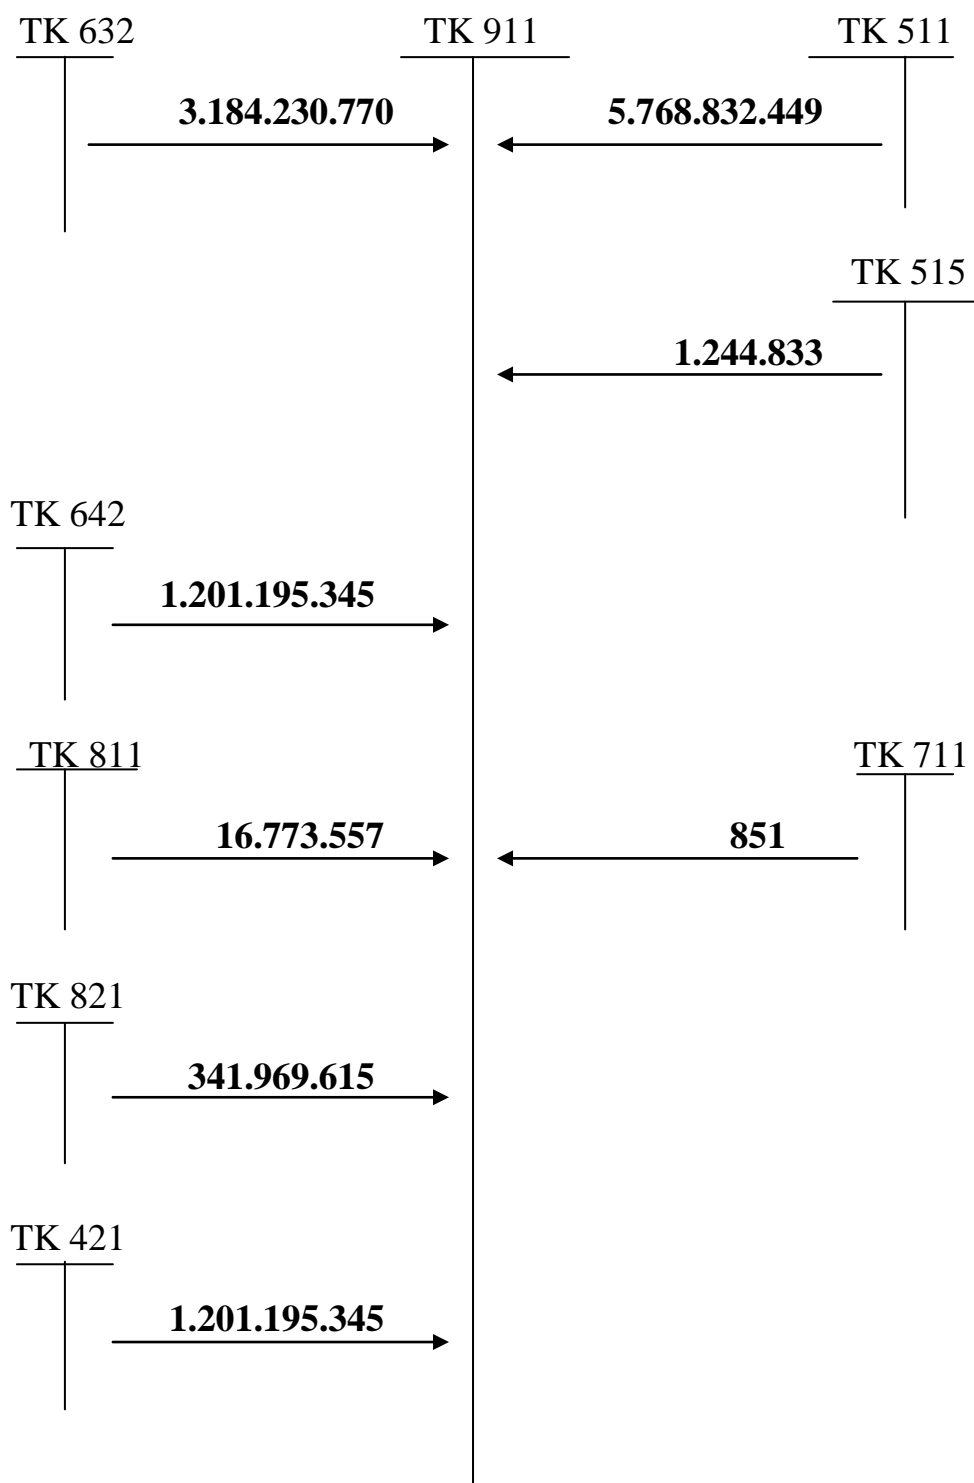 TK 632 TK 911 TK 511
3.184.230.770 5.768.832.449
TK 515
1.244.833
TK 642
1.201.195.345
TK 811 TK 711
16.773.557 851
TK 821
341.969.615
TK 421
1.201.195.345